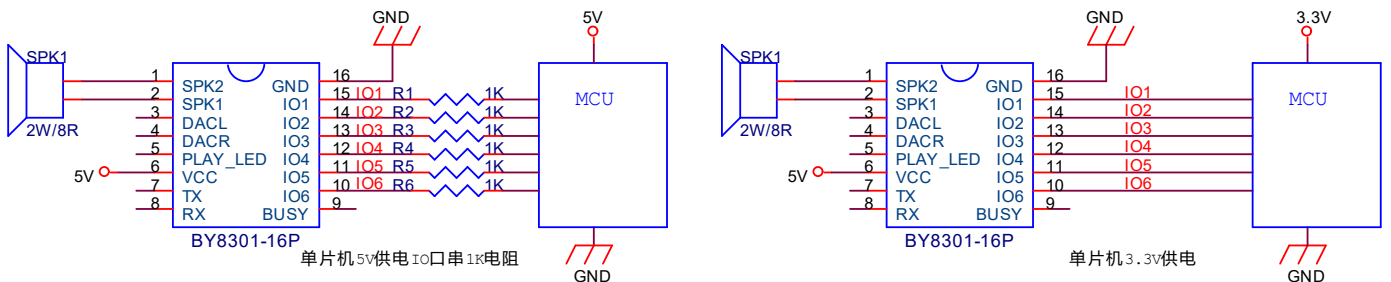 GND
5V
SPK1
1 SPK2 GND 16
2 SPK1 IO1 15 IO1 R1 1K
3 DACL IO2 14 IO2 R2 1K
4 DACR IO3 13 IO3 R3 1K
5 PLAY_LED IO4 12 IO4 R4 1K
5V 6 VCC IO5 11 IO5 R5 1K
7 TX IO6 10 IO6 R6 1K
8 RX BUSY 9
2W/8R
MCU
BY8301-16P
单片机5V供电IO口串1K电阻
GND
GND
3.3V
SPK1
1 SPK2 GND 16
2 SPK1 IO1 15 IO1
3 DACL IO2 14 IO2
4 DACR IO3 13 IO3
5 PLAY_LED IO4 12 IO4
5V 6 VCC IO5 11 IO5
7 TX IO6 10 IO6
8 RX BUSY 9
2W/8R
MCU
BY8301-16P
单片机3.3V供电
GND